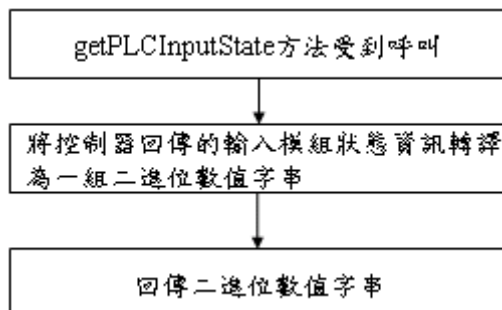 getPLCInputState方法受到呼叫
將控制器回傳的輸入模組狀態資訊轉譯
為一組二進位數值字串
回傳二進位數值字串